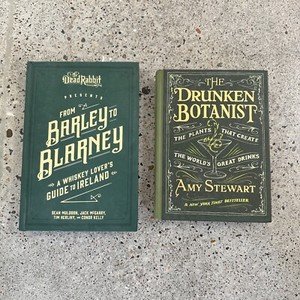 The Dead Rabbit
PRESENTS
FROM
BARLEY TO
BLARNEY
A WHISKEY LOVER'S
GUIDE TO IRELAND
SEAN MULDOON, JACK McGARRY,
TIM HERLIHY, AND CONOR KELLY
THE
DRUNKEN
BOTANIST
THE PLANTS THAT CREATE
THE WORLD'S GREAT DRINKS
AMY STEWART
A NEW YORK TIMES BESTSELLER